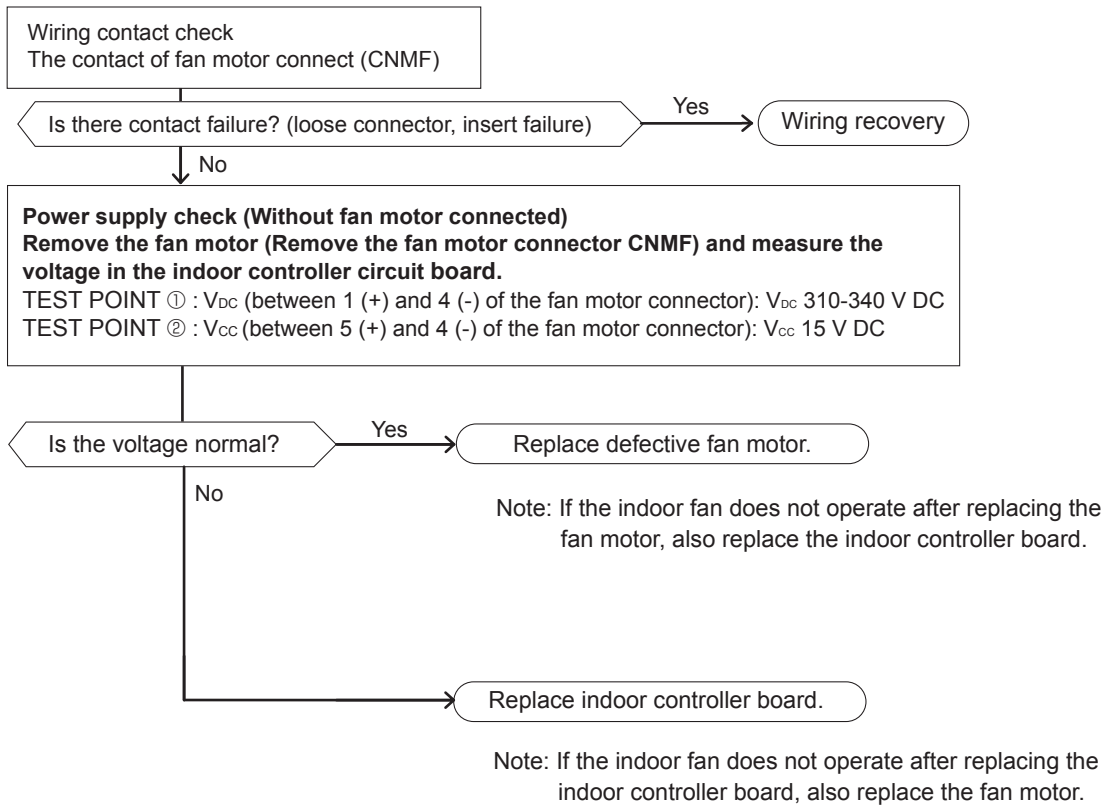 Wiring contact check
The contact of fan motor connect (CNMF)
Is there contact failure? (loose connector, insert failure)
Yes
Wiring recovery
No
Power supply check (Without fan motor connected)
Remove the fan motor (Remove the fan motor connector CNMF) and measure the
voltage in the indoor controller circuit board.
TEST POINT ① : VDC (between 1 (+) and 4 (-) of the fan motor connector): VDC 310-340 V DC
TEST POINT ② : VCC (between 5 (+) and 4 (-) of the fan motor connector): VCC 15 V DC
Is the voltage normal?
Yes
Replace defective fan motor.
No
Note: If the indoor fan does not operate after replacing the
fan motor, also replace the indoor controller board.
Replace indoor controller board.
Note: If the indoor fan does not operate after replacing the
indoor controller board, also replace the fan motor.